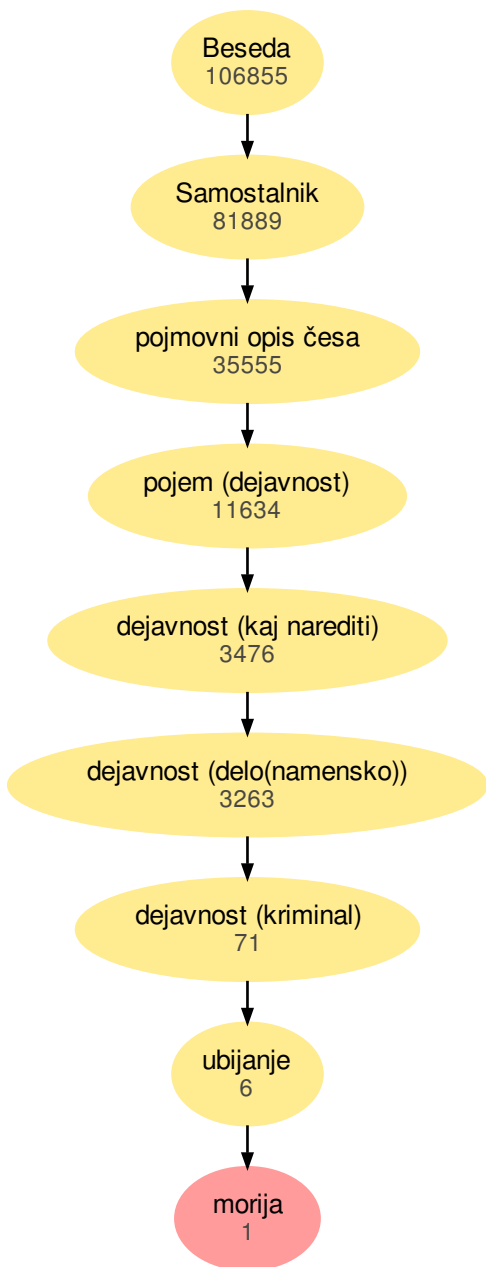 Beseda
106855
Samostalnik
81889
pojmovni opis česa
35555
pojem (dejavnost)
11634
dejavnost (kaj narediti)
3476
dejavnost (delo(namensko))
3263
dejavnost (kriminal)
71
ubijanje
6
morija
1